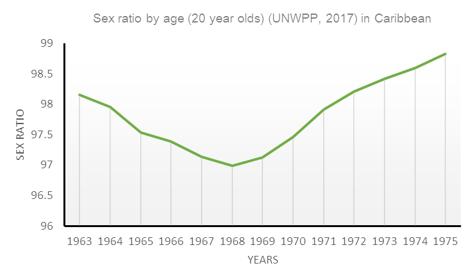 Sex ratio by age (20 year olds) (UNWPP, 2017) in Caribbean
99
98.5
98
97.5
97
96.5
96
SEX RATIO
1963 1964 1965 1966 1967 1968 1969 1970 1971 1972 1973 1974 1975
YEARS